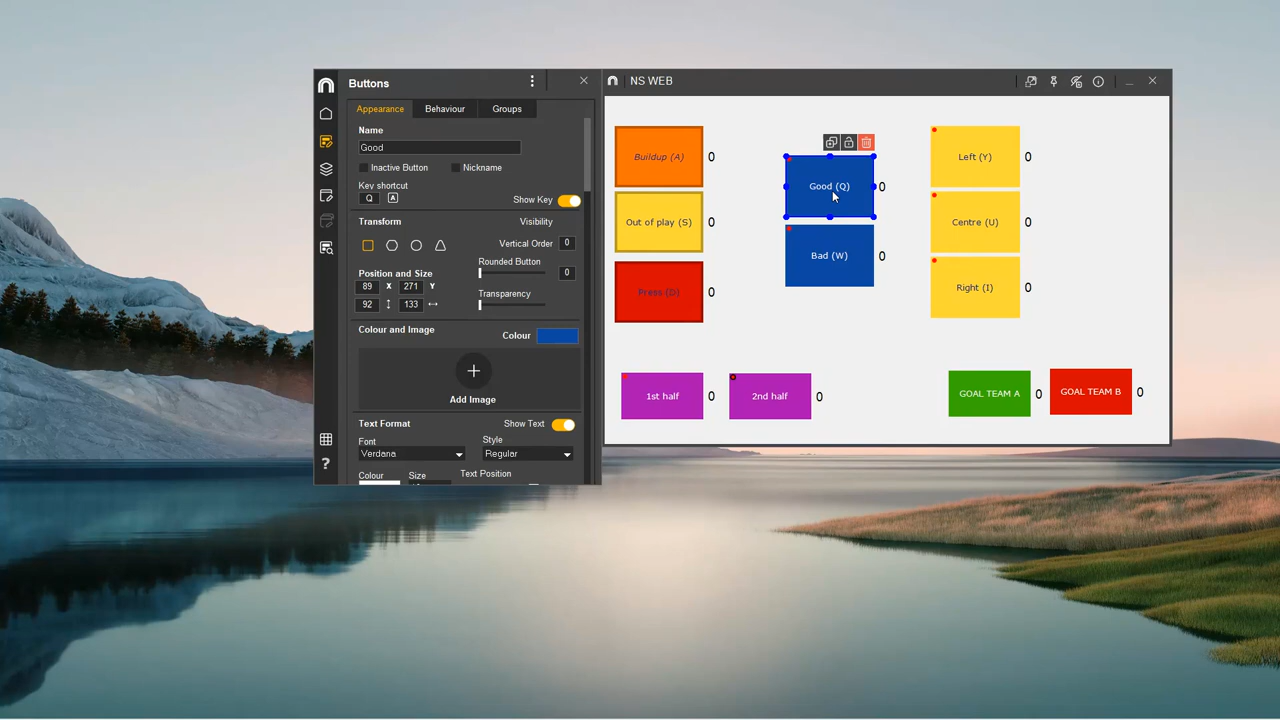 Buttons
Appearance
Behaviour
Groups
Name
Good
Inactive Button
Nickname
Key shortcut
Q
A
Show Key
Transform
Visibility
Vertical Order
0
Rounded Button
0
Position and Size
89 X 271 Y
92 133
Transparency
Colour and Image
Colour
Add Image
Text Format
Show Text
Font
Style
Verdana
Regular
Colour
Size
Text Position
?
NS WEB
Buildup (A) 0
Good (Q) 0
Left (Y) 0
Out of play (S) 0
Centre (U) 0
Bad (W) 0
Press (D) 0
Right (I) 0
1st half 0
2nd half 0
GOAL TEAM A 0
GOAL TEAM B 0